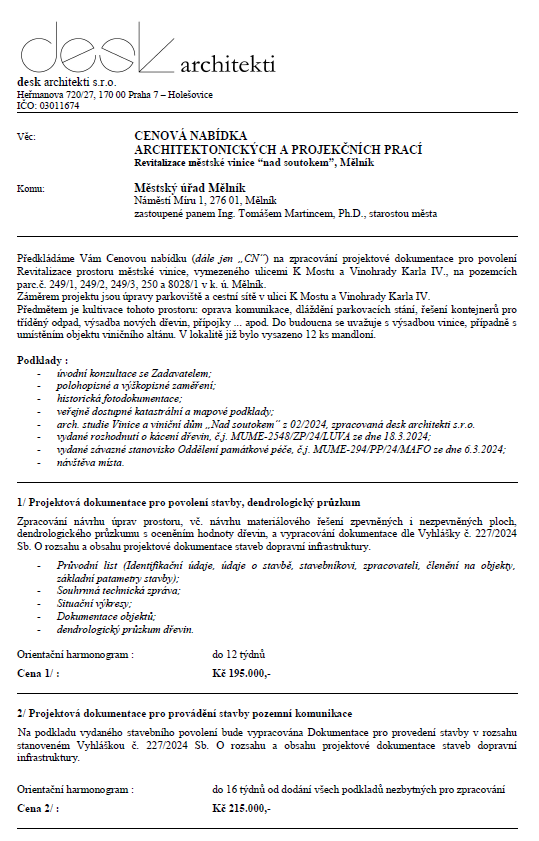 desk architekti
desk architekti s.r.o.
Heřmanova 720/27, 170 00 Praha 7 – Holešovice
IČO: 03011674
Věc: CENOVÁ NABÍDKA
ARCHITEKTONICKÝCH A PROJEKČNÍCH PRACÍ
Revitalizace městské vinice “nad soutokem”, Mělník
Komu: Městský úřad Mělník
Náměstí Míru 1, 276 01, Mělník
zastoupené panem Ing. Tomášem Martincem, Ph.D., starostou města
Předkládáme Vám Cenovou nabídku (dále jen „CN“) na zpracování projektové dokumentace pro povolení
Revitalizace prostoru městské vinice, vymezeného ulicemi K Mostu a Vinohrady Karla IV., na pozemcích
parc.č. 249/1, 249/2, 249/3, 250 a 8028/1 v k. ú. Mělník.
Záměrem projektu jsou úpravy parkoviště a cestní sítě v ulici K Mostu a Vinohrady Karla IV.
Předmětem je kultivace tohoto prostoru: oprava komunikace, dláždění parkovacích stání, řešení kontejnerů pro
tříděný odpad, výsadba nových dřevin, přípojky ... apod. Do budoucna se uvažuje s výsadbou vinice, případně s
umístěním objektu viničního altánu. V lokalitě již bylo vysazeno 12 ks mandloní.
Podklady :
- úvodní konzultace se Zadavatelem;
- polohopisné a výškopisné zaměření;
- historická fotodokumentace;
- veřejně dostupné katastrální a mapové podklady;
- arch. studie Vinice a viniční dům „Nad soutokem“ z 02/2024, zpracovaná desk architekti s.r.o.
- vydané rozhodnutí o kácení dřevin, č.j. MUME-2548/ZP/24/LUVA ze dne 18.3.2024;
- vydané závazné stanovisko Oddělení památkové péče, č.j. MUME-294/PP/24/MAFO ze dne 6.3.2024;
- návštěva místa.
1/ Projektová dokumentace pro povolení stavby, dendrologický průzkum
Zpracování návrhu úprav prostoru, vč. návrhu materiálového řešení zpevněných i nezpevněných ploch,
dendrologického průzkumu s oceněním hodnoty dřevin, a vypracování dokumentace dle Vyhlášky č. 227/2024
Sb. O rozsahu a obsahu projektové dokumentace staveb dopravní infrastruktury.
- Průvodní list (Identifikační údaje, údaje o stavbě, stavebníkovi, zpracovateli, členění na objekty,
základní patametry stavby);
- Souhrnná technická zpráva;
- Situační výkresy;
- Dokumentace objektů;
- dendrologický průzkum dřevin.
Orientační harmonogram : do 12 týdnů
Cena 1/ : Kč 195.000,-
2/ Projektová dokumentace pro provádění stavby pozemní komunikace
Na podkladu vydaného stavebního povolení bude vypracována Dokumentace pro provedení stavby v rozsahu
stanoveném Vyhláškou č. 227/2024 Sb. O rozsahu a obsahu projektové dokumentace staveb dopravní
infrastruktury.
Orientační harmonogram : do 16 týdnů od dodání všech podkladů nezbytných pro zpracování
Cena 2/ : Kč 215.000,-